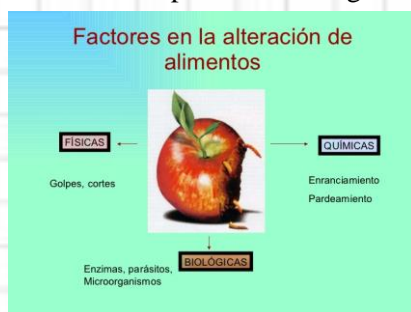 Factores en la alteración de
alimentos
FÍSICAS
QUÍMICAS
Golpes, cortes
Enranciamiento
Pardeamiento
BIOLÓGICAS
Enzimas, parásitos,
Microorganismos